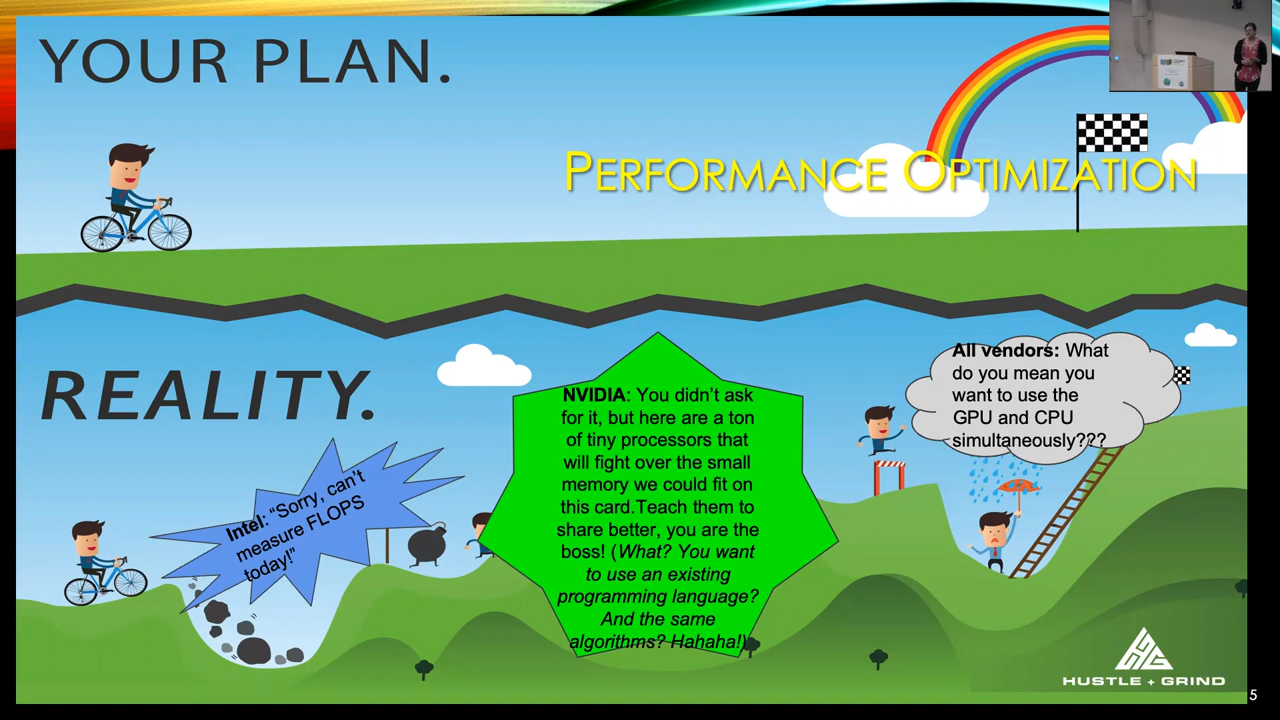 YOUR PLAN.
PERFORMANCE OPTIMIZATION
REALITY.
Intel: “Sorry, can’t
measure FLOPS
today!”
NVIDIA: You didn’t ask
for it, but here are a ton
of tiny processors that
will fight over the small
memory we could fit on
this card.Teach them to
share better, you are the
boss! (What? You want
to use an existing
programming language?
And the same
algorithms? Hahaha!)
All vendors: What
do you mean you
want to use the
GPU and CPU
simultaneously???
HUSTLE + GRIND
5